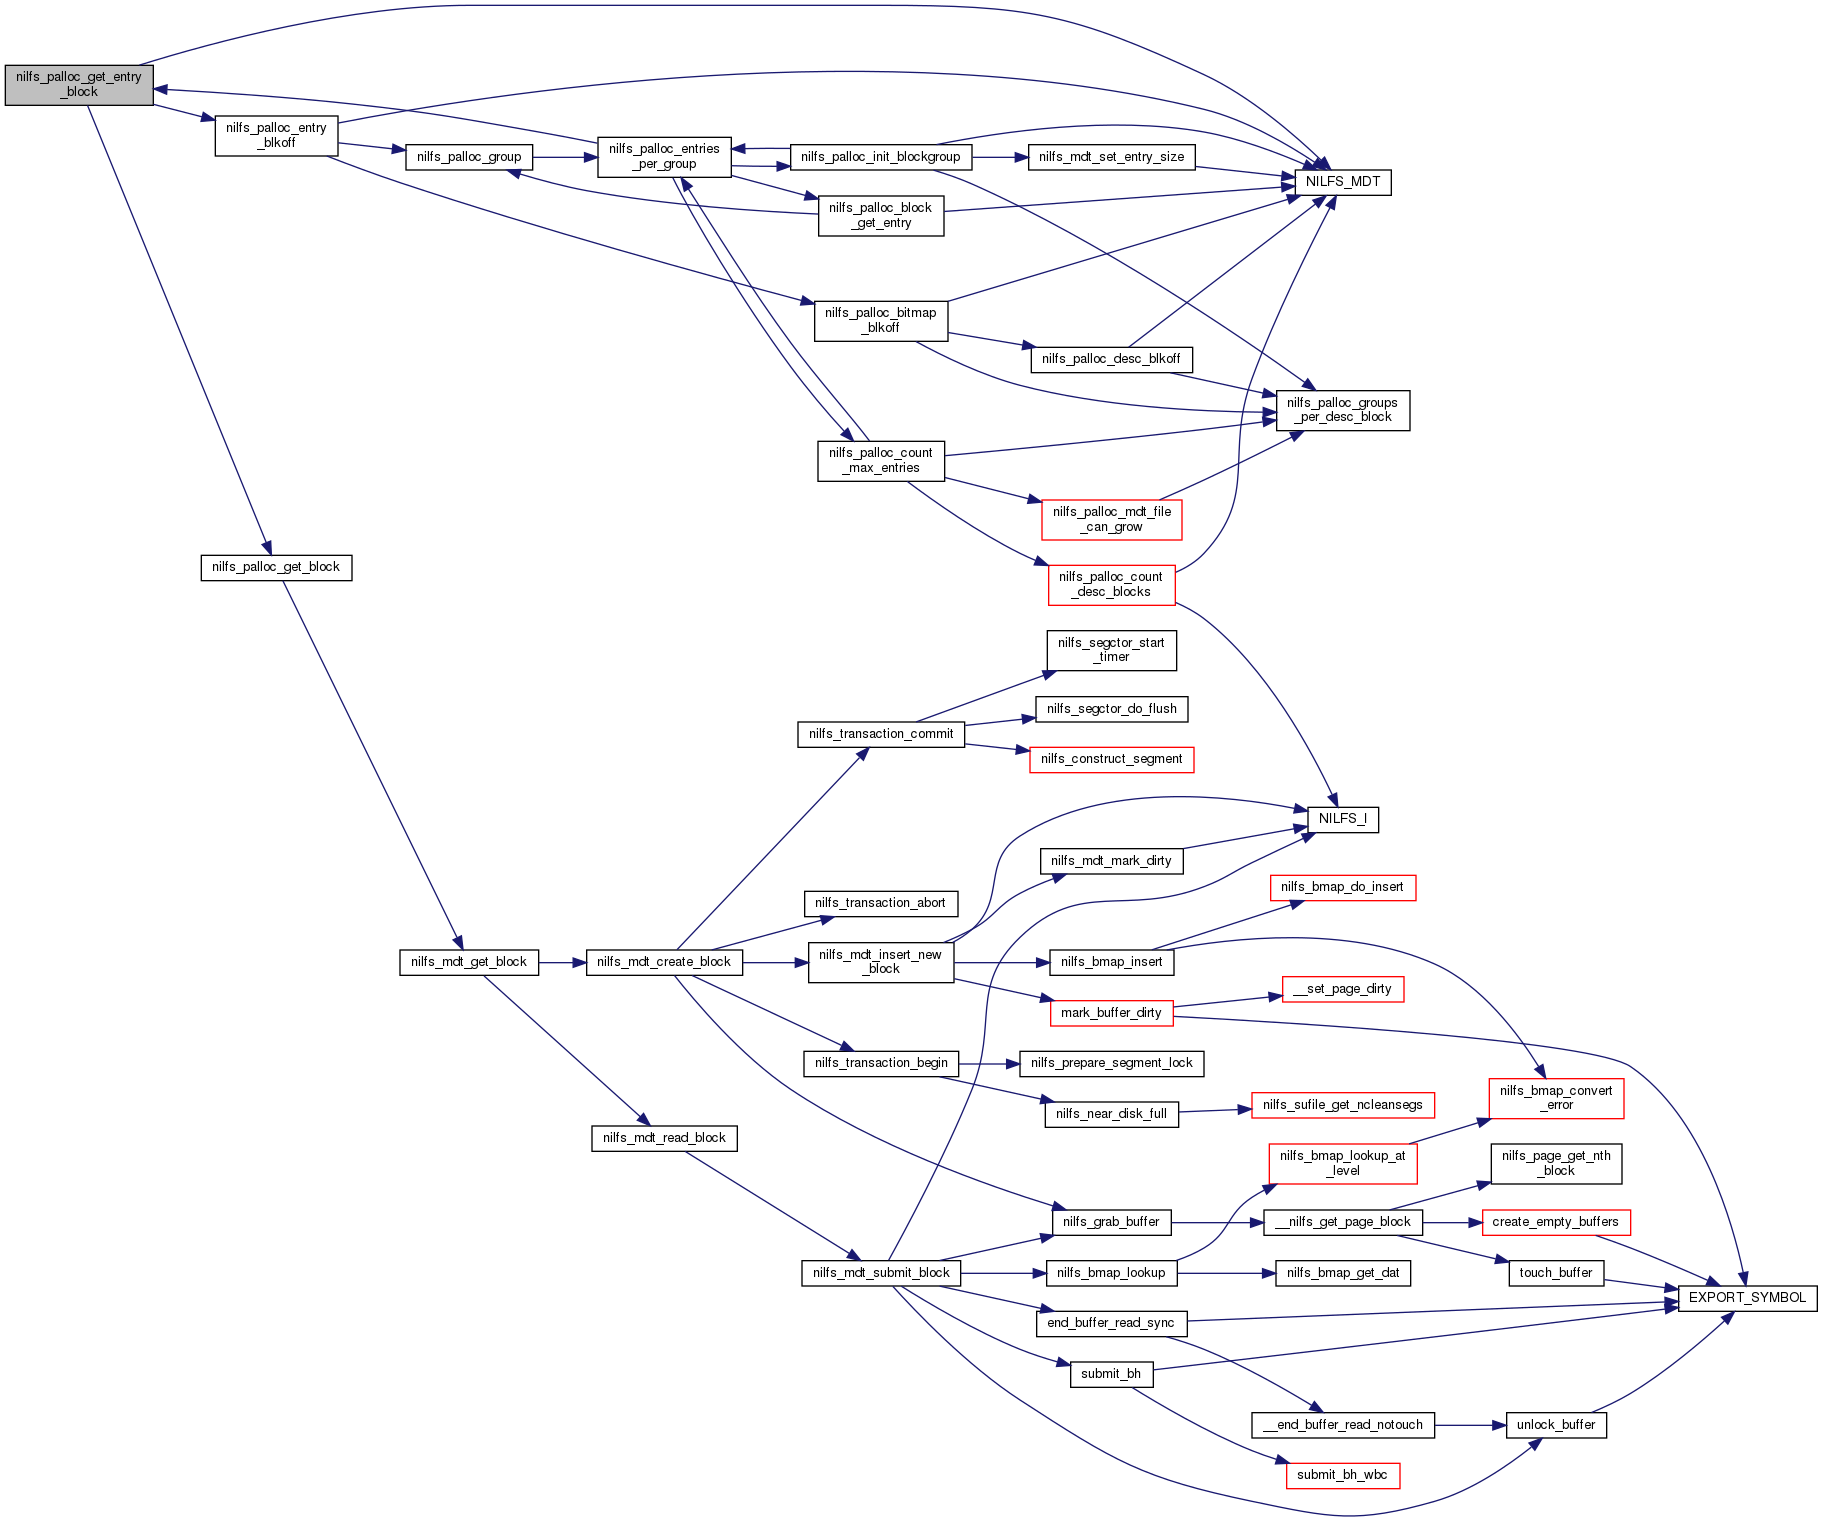 nilfs_palloc_get_entry
_block
nilfs_palloc_entry
_blkoff
nilfs_palloc_group
nilfs_palloc_entries
_per_group
nilfs_palloc_init_blockgroup
nilfs_mdt_set_entry_size
NILFS_MDT
nilfs_palloc_block
_get_entry
nilfs_palloc_bitmap
_blkoff
nilfs_palloc_desc_blkoff
nilfs_palloc_groups
_per_desc_block
nilfs_palloc_count
_max_entries
nilfs_palloc_mdt_file
_can_grow
nilfs_palloc_get_block
nilfs_palloc_count
_desc_blocks
nilfs_segctor_start
_timer
nilfs_segctor_do_flush
nilfs_transaction_commit
nilfs_construct_segment
NILFS_I
nilfs_mdt_mark_dirty
nilfs_bmap_do_insert
nilfs_transaction_abort
nilfs_mdt_get_block
nilfs_mdt_create_block
nilfs_mdt_insert_new
_block
nilfs_bmap_insert
__set_page_dirty
mark_buffer_dirty
nilfs_transaction_begin
nilfs_prepare_segment_lock
nilfs_bmap_convert
_error
nilfs_near_disk_full
nilfs_sufile_get_ncleansegs
nilfs_mdt_read_block
nilfs_bmap_lookup_at
_level
nilfs_page_get_nth
_block
nilfs_grab_buffer
__nilfs_get_page_block
create_empty_buffers
nilfs_mdt_submit_block
nilfs_bmap_lookup
nilfs_bmap_get_dat
touch_buffer
EXPORT_SYMBOL
end_buffer_read_sync
submit_bh
__end_buffer_read_notouch
unlock_buffer
submit_bh_wbc